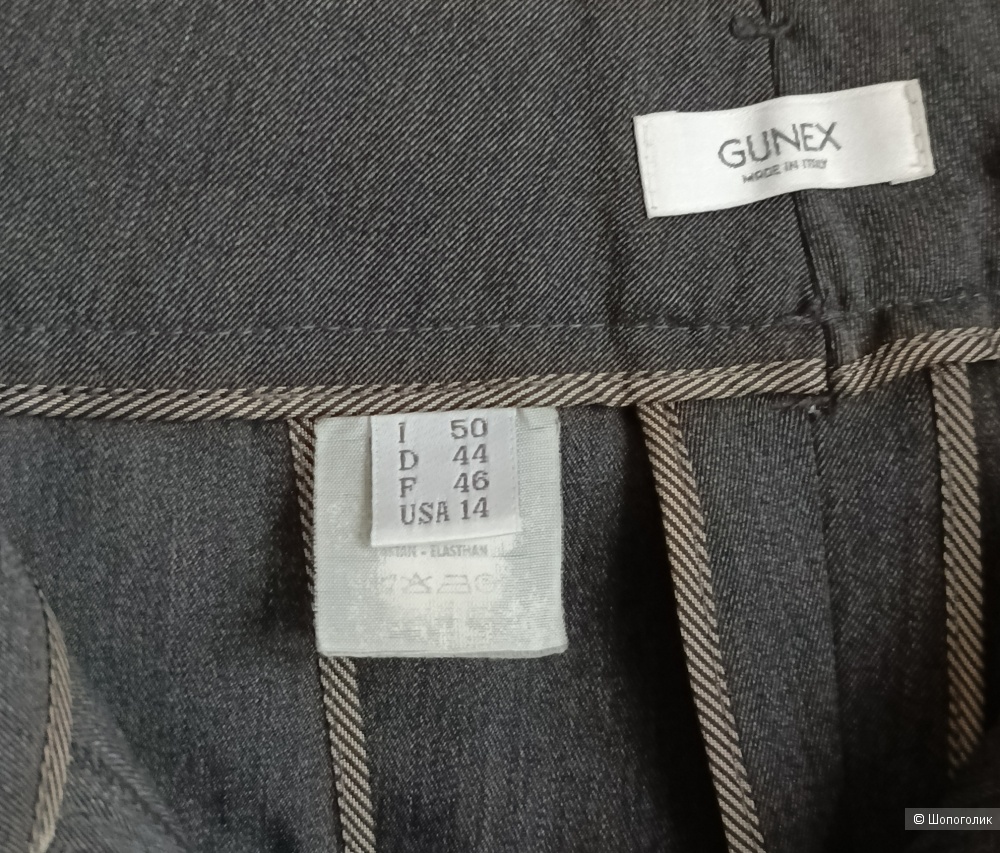 GUNEX
MADE IN ITALY
I 50
D 44
F 46
USA 14
- ELASTHAN
© Шопоголик